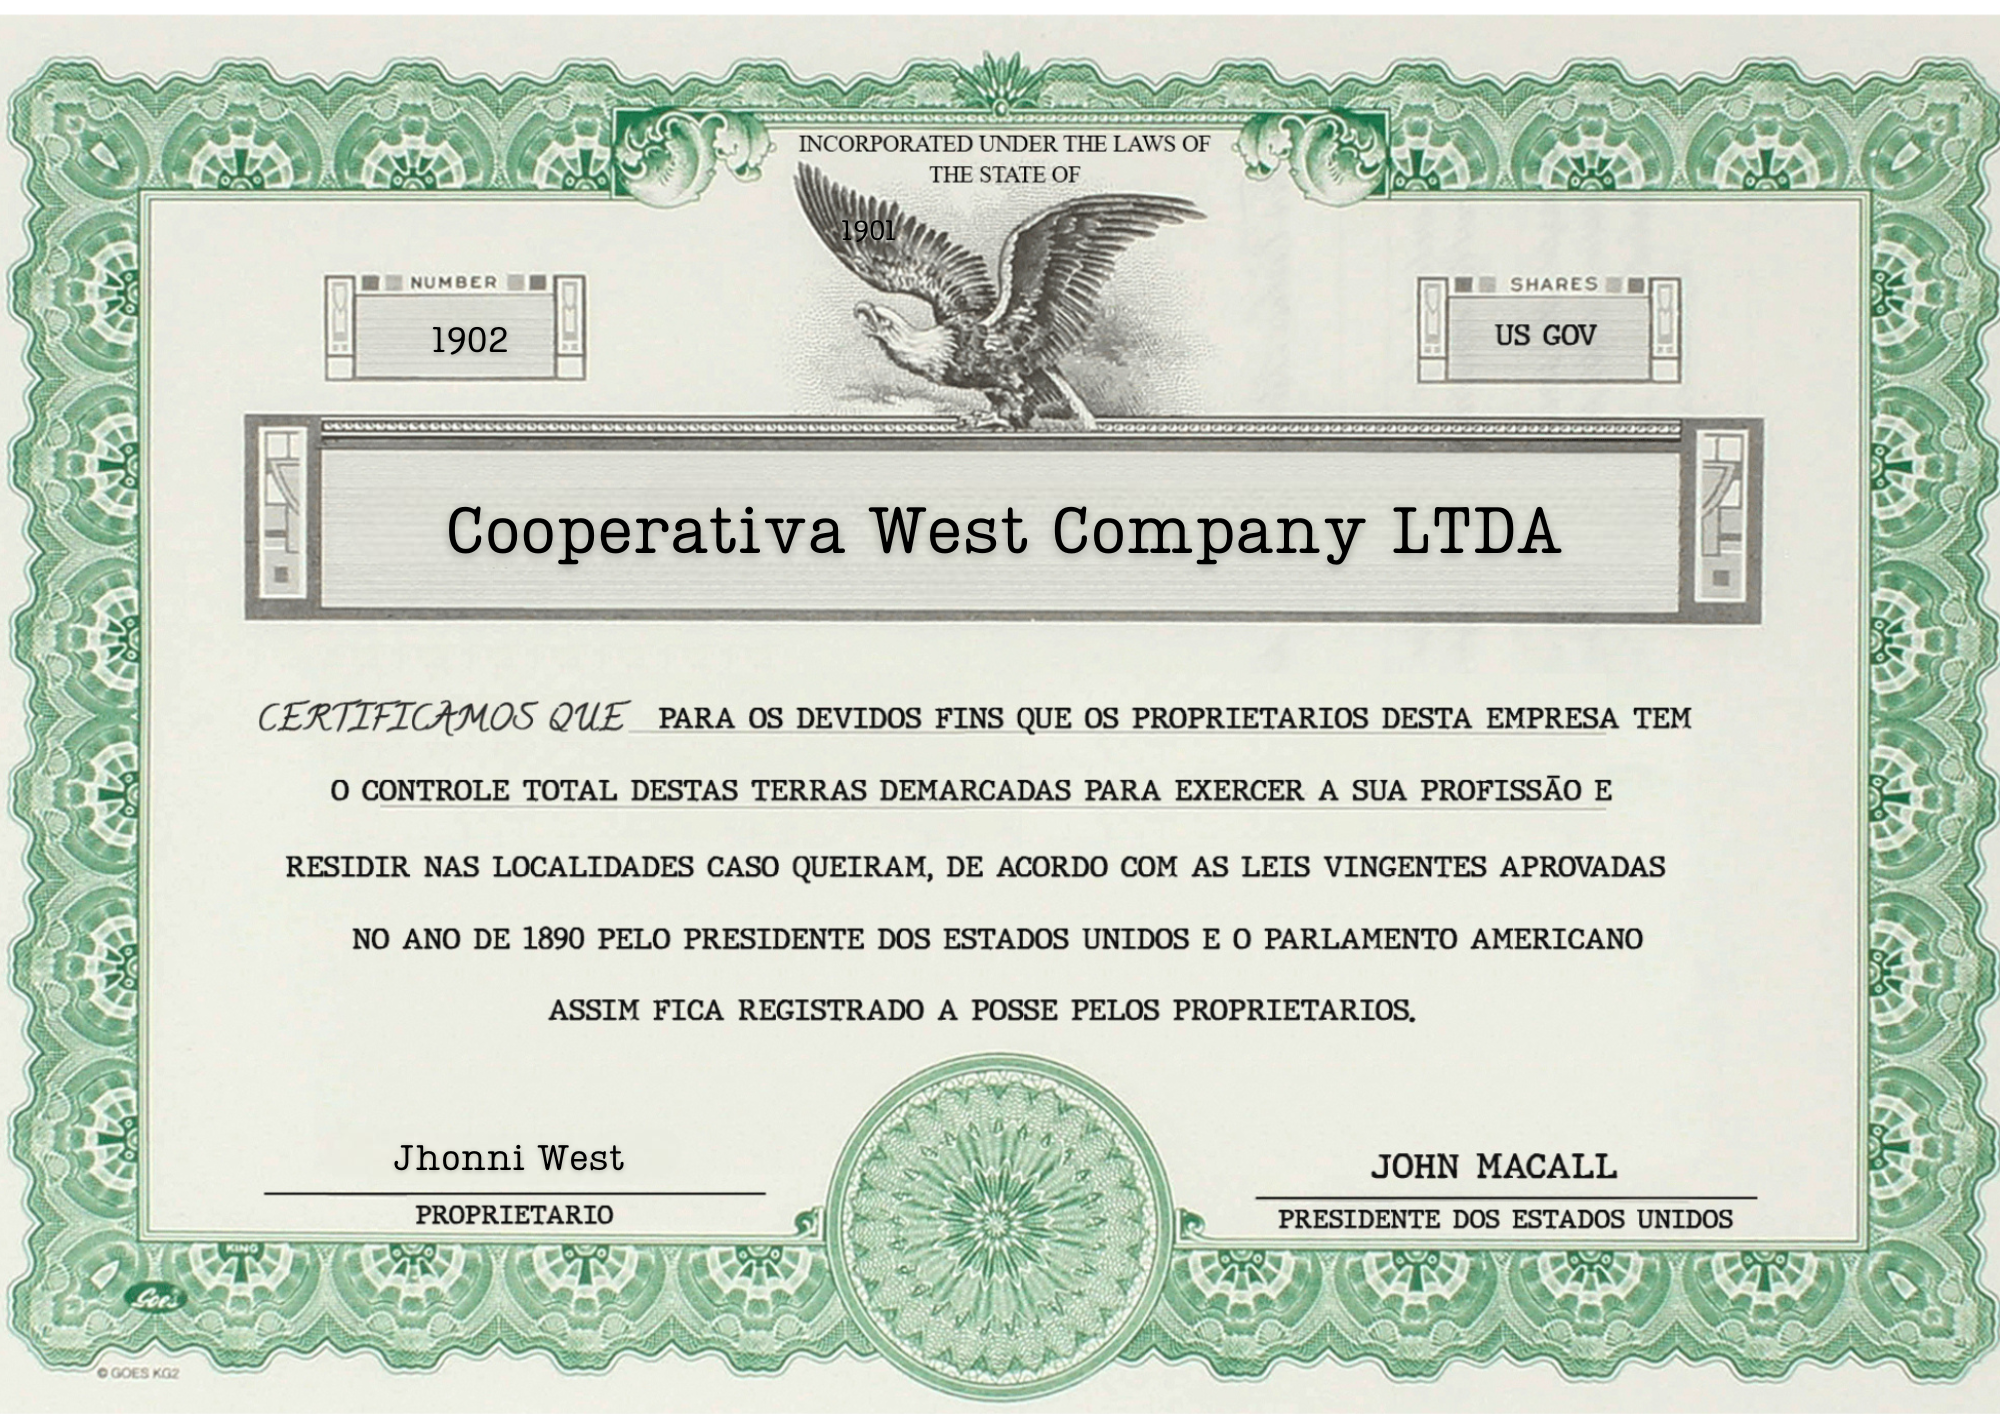 INCORPORATED UNDER THE LAWS OF
THE STATE OF
1901
NUMBER
1902
SHARES
US GOV
Cooperativa West Company LTDA
CERTIFICAMOS QUE PARA OS DEVIDOS FINS QUE OS PROPRIETARIOS DESTA EMPRESA TEM
O CONTROLE TOTAL DESTAS TERRAS DEMARCADAS PARA EXERCER A SUA PROFISSÃO E
RESIDIR NAS LOCALIDADES CASO QUEIRAM, DE ACORDO COM AS LEIS VINGENTES APROVADAS
NO ANO DE 1890 PELO PRESIDENTE DOS ESTADOS UNIDOS E O PARLAMENTO AMERICANO
ASSIM FICA REGISTRADO A POSSE PELOS PROPRIETARIOS.
Jhonni West
PROPRIETARIO
JOHN MACALL
PRESIDENTE DOS ESTADOS UNIDOS
KING
Goes
© GOES KG2